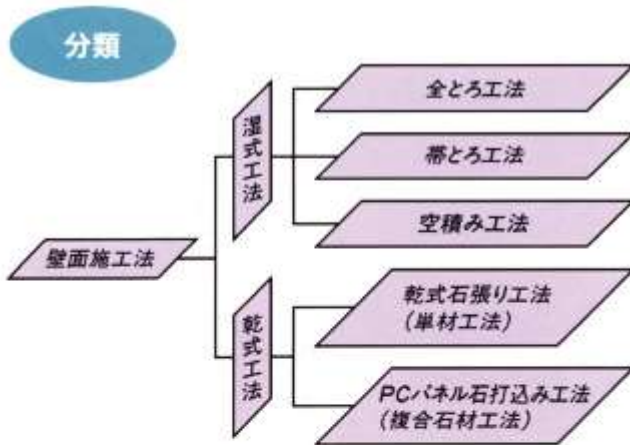 分類
壁面施工法
湿式工法
全とろ工法
帯とろ工法
空積み工法
乾式工法
乾式石張り工法
(単材工法)
PCパネル石打込み工法
(複合石材工法)